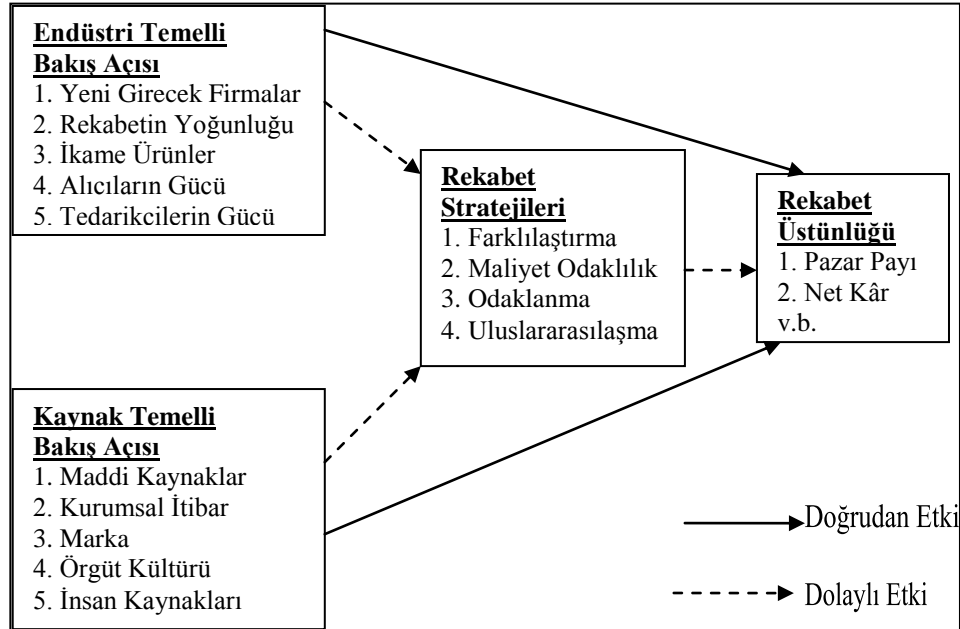 Endüstri Temelli
Bakış Açısı
1. Yeni Girecek Firmalar
2. Rekabetin Yoğunluğu
3. İkame Ürünler
4. Alıcıların Gücü
5. Tedarikcilerin Gücü
Rekabet
Stratejileri
1. Farklılaştırma
2. Maliyet Odaklılık
3. Odaklanma
4. Uluslararasılaşma
Rekabet
Üstünlüğü
1. Pazar Payı
2. Net Kâr
v.b.
Kaynak Temelli
Bakış Açısı
1. Maddi Kaynaklar
2. Kurumsal İtibar
3. Marka
4. Örgüt Kültürü
5. İnsan Kaynakları
Doğrudan Etki
Dolaylı Etki